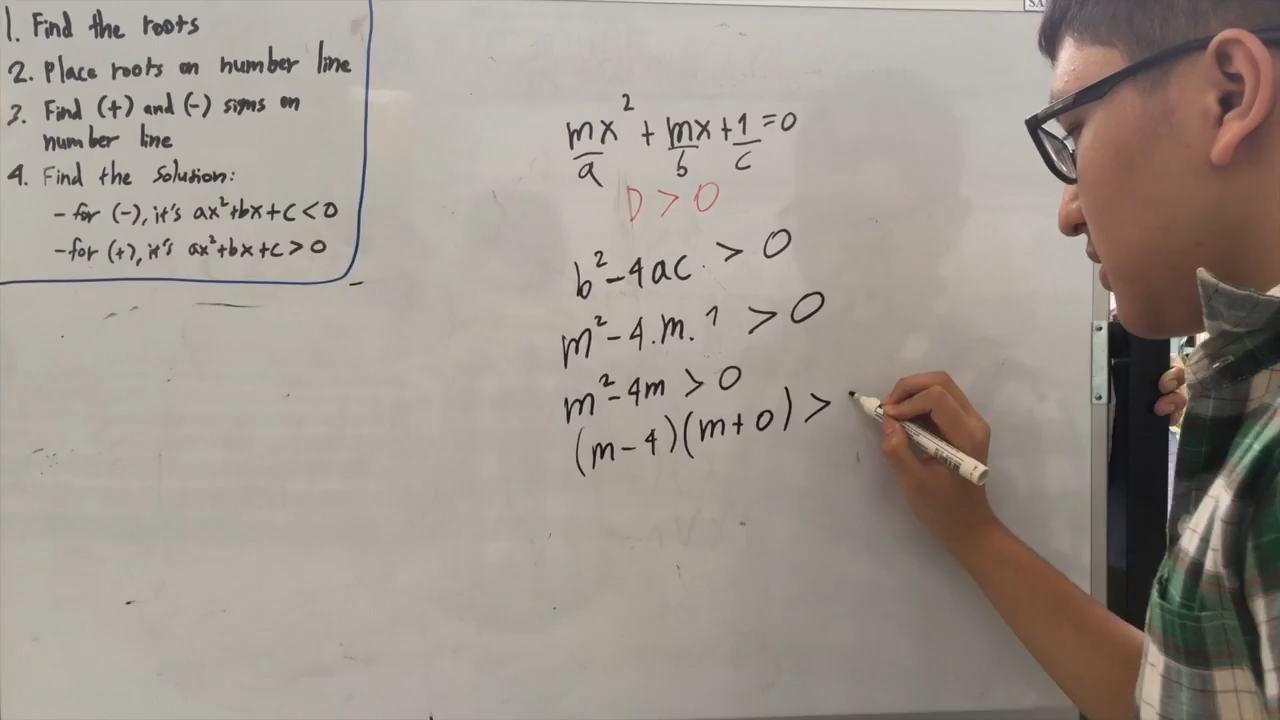 1. Find the roots
2. Place roots on number line
3. Find (+) and (-) signs on
number line
4. Find the solution:
- for (-), it's ax²+bx+c < 0
- for (+), it's ax²+bx+c > 0
mx² + mx + 1 = 0
a b c
D > 0
b² - 4ac > 0
m² - 4.m.1 > 0
m² - 4m > 0
(m - 4)(m + 0) >